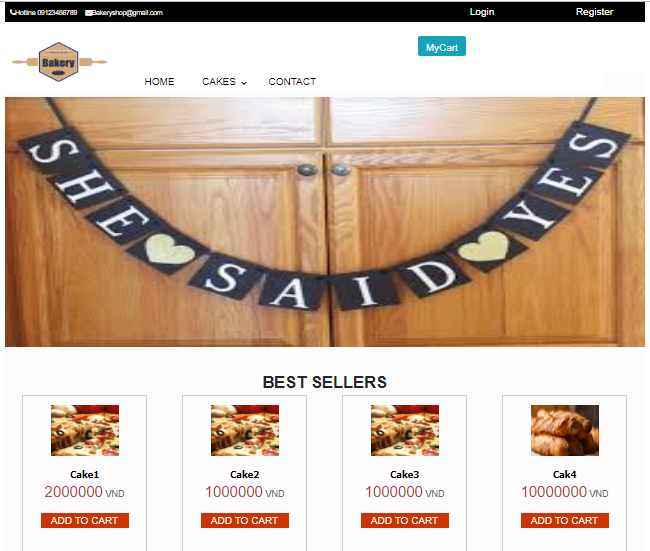 Hotline 09123456789 Bakeryshop@gmail.com Login Register
MyCart
Bakery
HOME CAKES CONTACT
SHE SAID YES
BEST SELLERS
Cake1 Cake2 Cake3 Cak4
2000000 VND 1000000 VND 1000000 VND 10000000 VND
ADD TO CART ADD TO CART ADD TO CART ADD TO CART